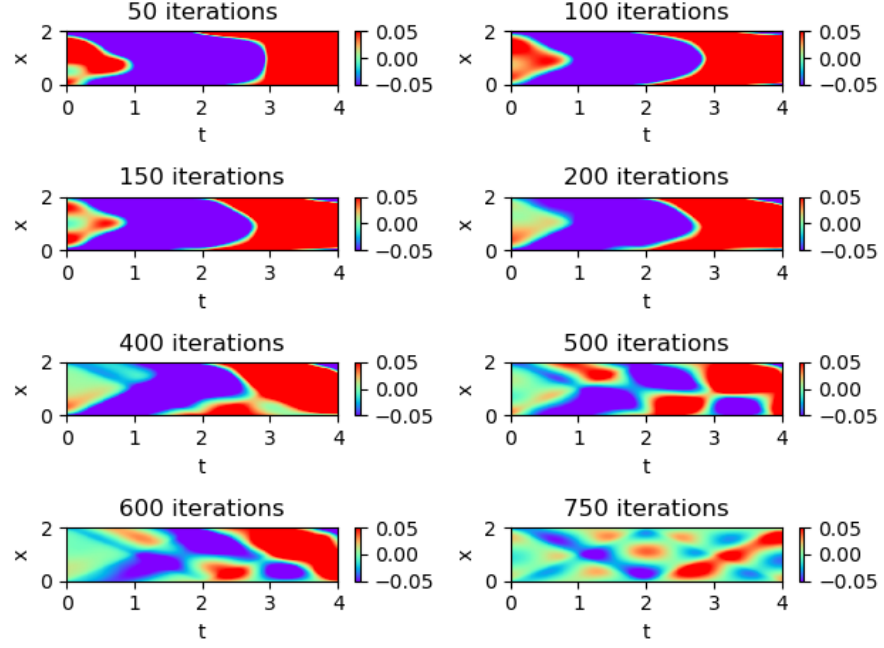 50 iterations
100 iterations
2
0
x
0.05
0.00
−0.05
0 1 2 3 4
t
2
0
x
0.05
0.00
−0.05
0 1 2 3 4
t
150 iterations
200 iterations
2
0
x
0.05
0.00
−0.05
0 1 2 3 4
t
2
0
x
0.05
0.00
−0.05
0 1 2 3 4
t
400 iterations
500 iterations
2
0
x
0.05
0.00
−0.05
0 1 2 3 4
t
2
0
x
0.05
0.00
−0.05
0 1 2 3 4
t
600 iterations
750 iterations
2
0
x
0.05
0.00
−0.05
0 1 2 3 4
t
2
0
x
0.05
0.00
−0.05
0 1 2 3 4
t